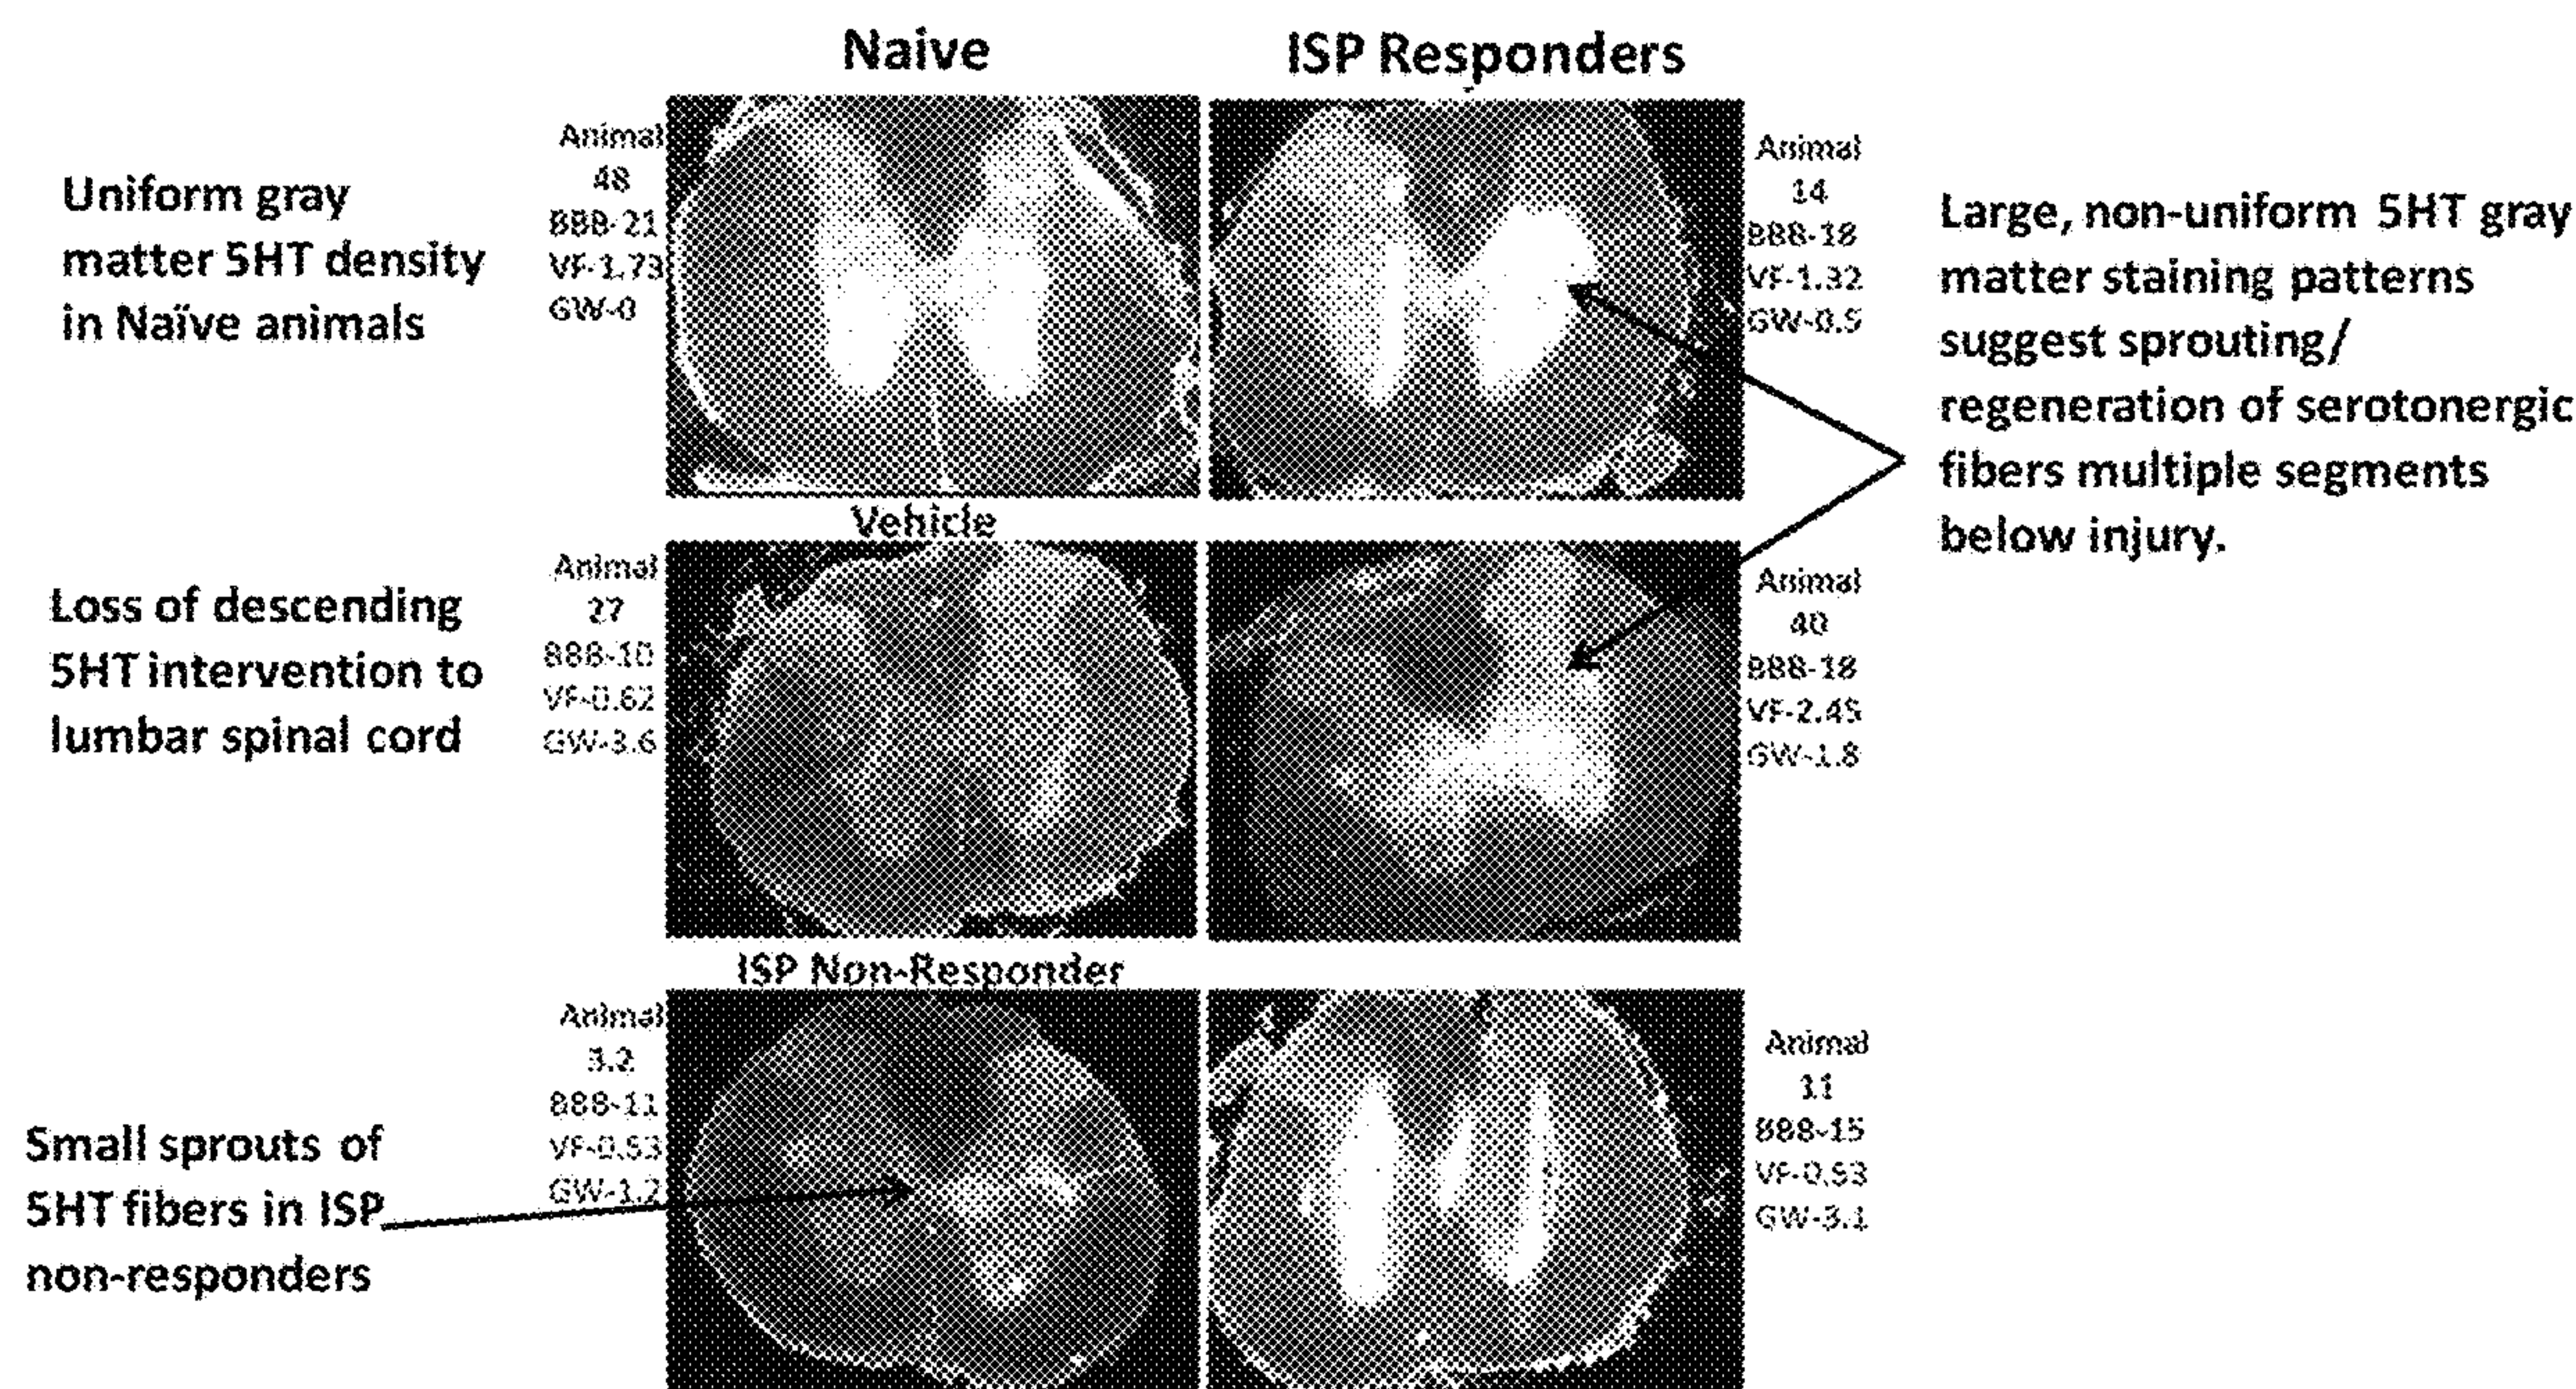 Naive
ISP Responders
Uniform gray
matter 5HT density
in Naïve animals
Animal
48
BBB-21
VF-1.73
GW-0
Animal
14
BBB-18
VF-1.32
GW-0.5
Large, non-uniform 5HT gray
matter staining patterns
suggest sprouting/
regeneration of serotonergic
fibers multiple segments
below injury.
Vehicle
Loss of descending
5HT intervention to
lumbar spinal cord
Animal
27
BBB-10
VF-0.62
GW-3.6
Animal
40
BBB-18
VF-2.45
GW-1.8
ISP Non-Responder
Small sprouts of
5HT fibers in ISP
non-responders
Animal
3.2
BBB-11
VF-0.53
GW-1.2
Animal
11
BBB-15
VF-0.53
GW-3.1